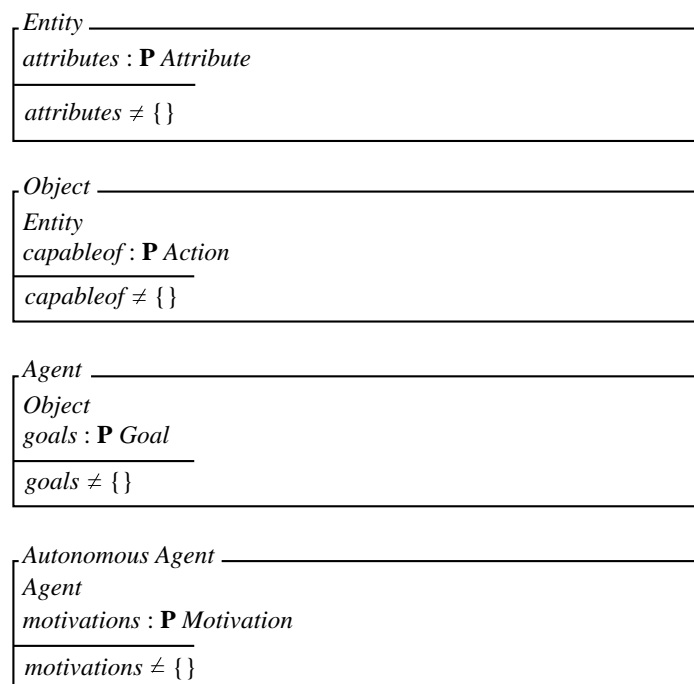 Entity
attributes : P Attribute
attributes ≠ { }
Object
Entity
capableof : P Action
capableof ≠ { }
Agent
Object
goals : P Goal
goals ≠ { }
Autonomous Agent
Agent
motivations : P Motivation
motivations ≠ { }